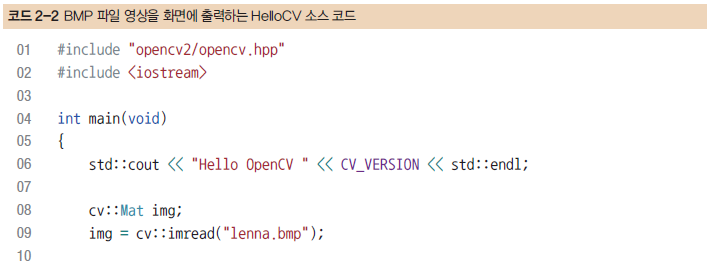 코드 2-2 BMP 파일 영상을 화면에 출력하는 HelloCV 소스 코드
01 #include "opencv2/opencv.hpp"
02 #include <iostream>
03
04 int main(void)
05 {
06 std::cout << "Hello OpenCV " << CV_VERSION << std::endl;
07
08 cv::Mat img;
09 img = cv::imread("lenna.bmp");
10